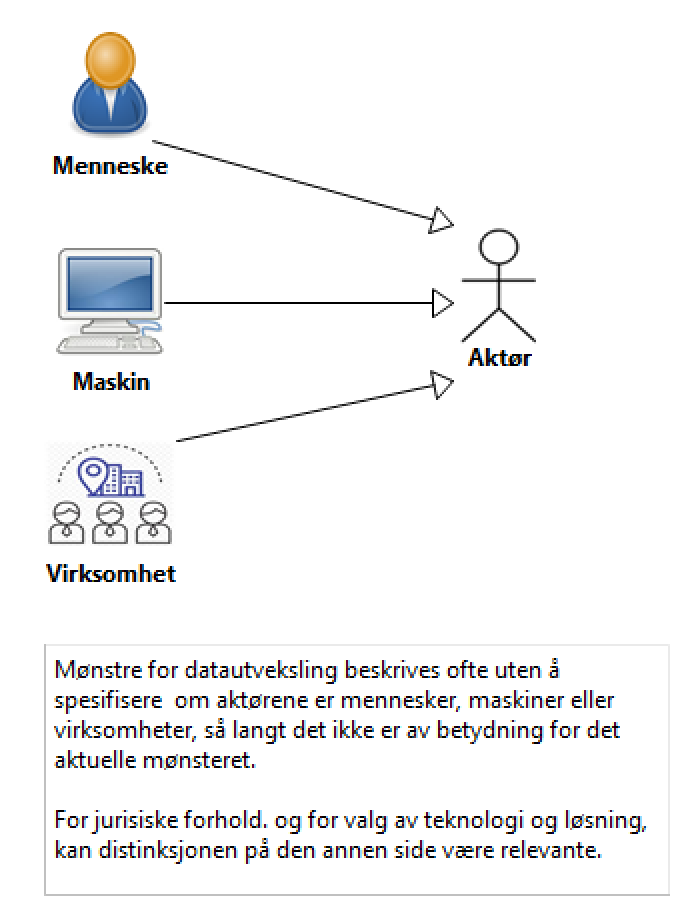 Menneske
Maskin
Aktør
Virksomhet
Mønstre for datautveksling beskrives ofte uten å
spesifisere  om aktørene er mennesker, maskiner eller
virksomheter, så langt det ikke er av betydning for det
aktuelle mønsteret.
For jurisiske forhold. og for valg av teknologi og løsning,
kan distinksjonen på den annen side være relevante.